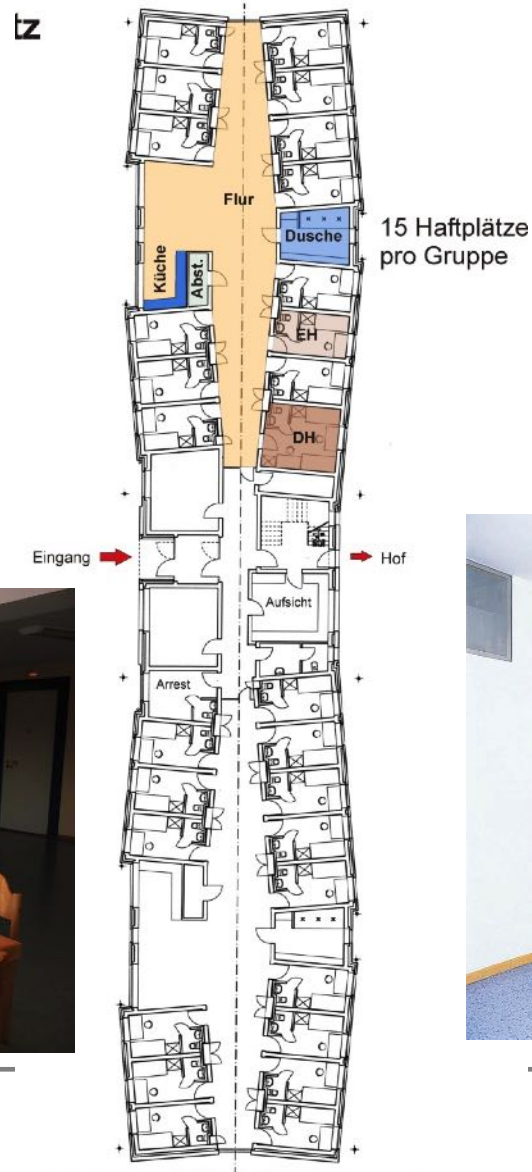 tz
Flur
Dusche
15 Haftplätze
pro Gruppe
Küche
Abst.
EH
DH
Eingang
Hof
Aufsicht
Arrest